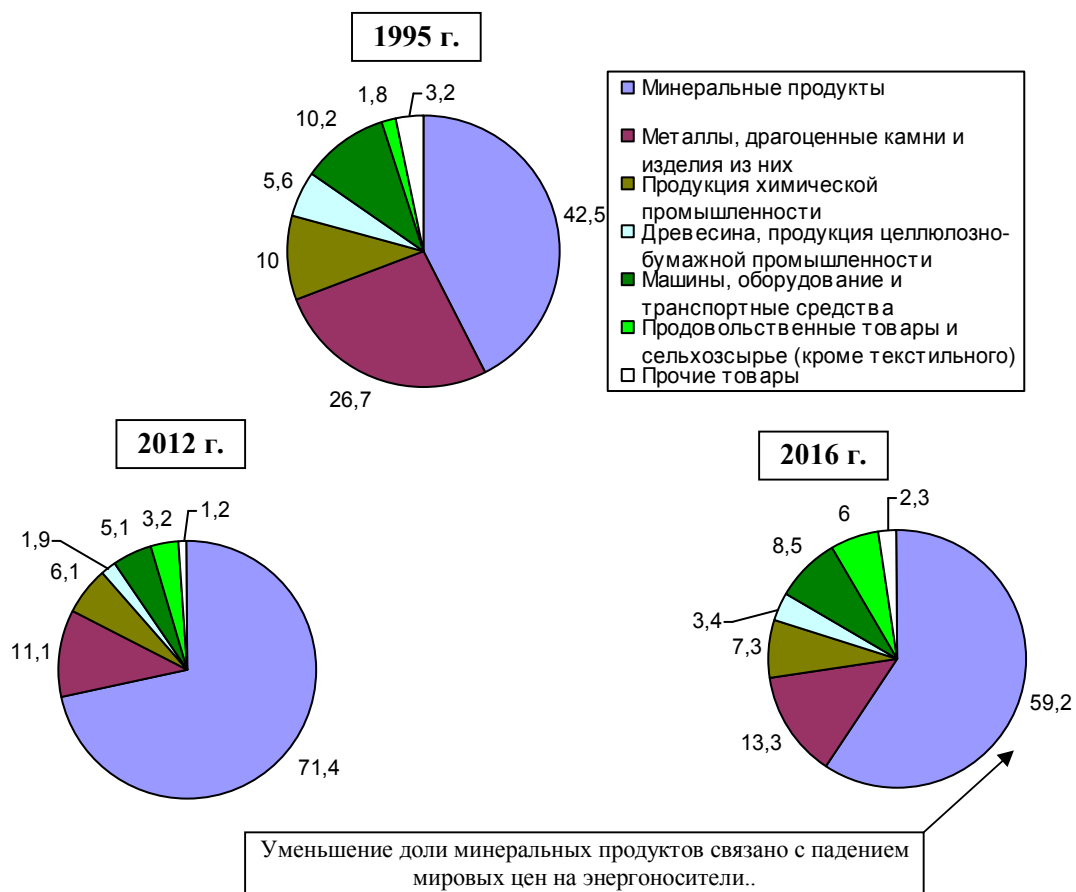 1995 г.
1,8
3,2
10,2
5,6
10
42,5
26,7
Минеральные продукты
Металлы, драгоценные камни и
изделия из них
Продукция химической
промышленности
Древесина, продукция целлюлозно-
бумажной промышленности
Машины, оборудование и
транспортные средства
Продовольственные товары и
сельхозсырье (кроме текстильного)
Прочие товары
2012 г.
5,1
3,2
1,2
1,9
6,1
11,1
71,4
2016 г.
6
2,3
8,5
3,4
7,3
13,3
59,2
Уменьшение доли минеральных продуктов связано с падением
мировых цен на энергоносители..